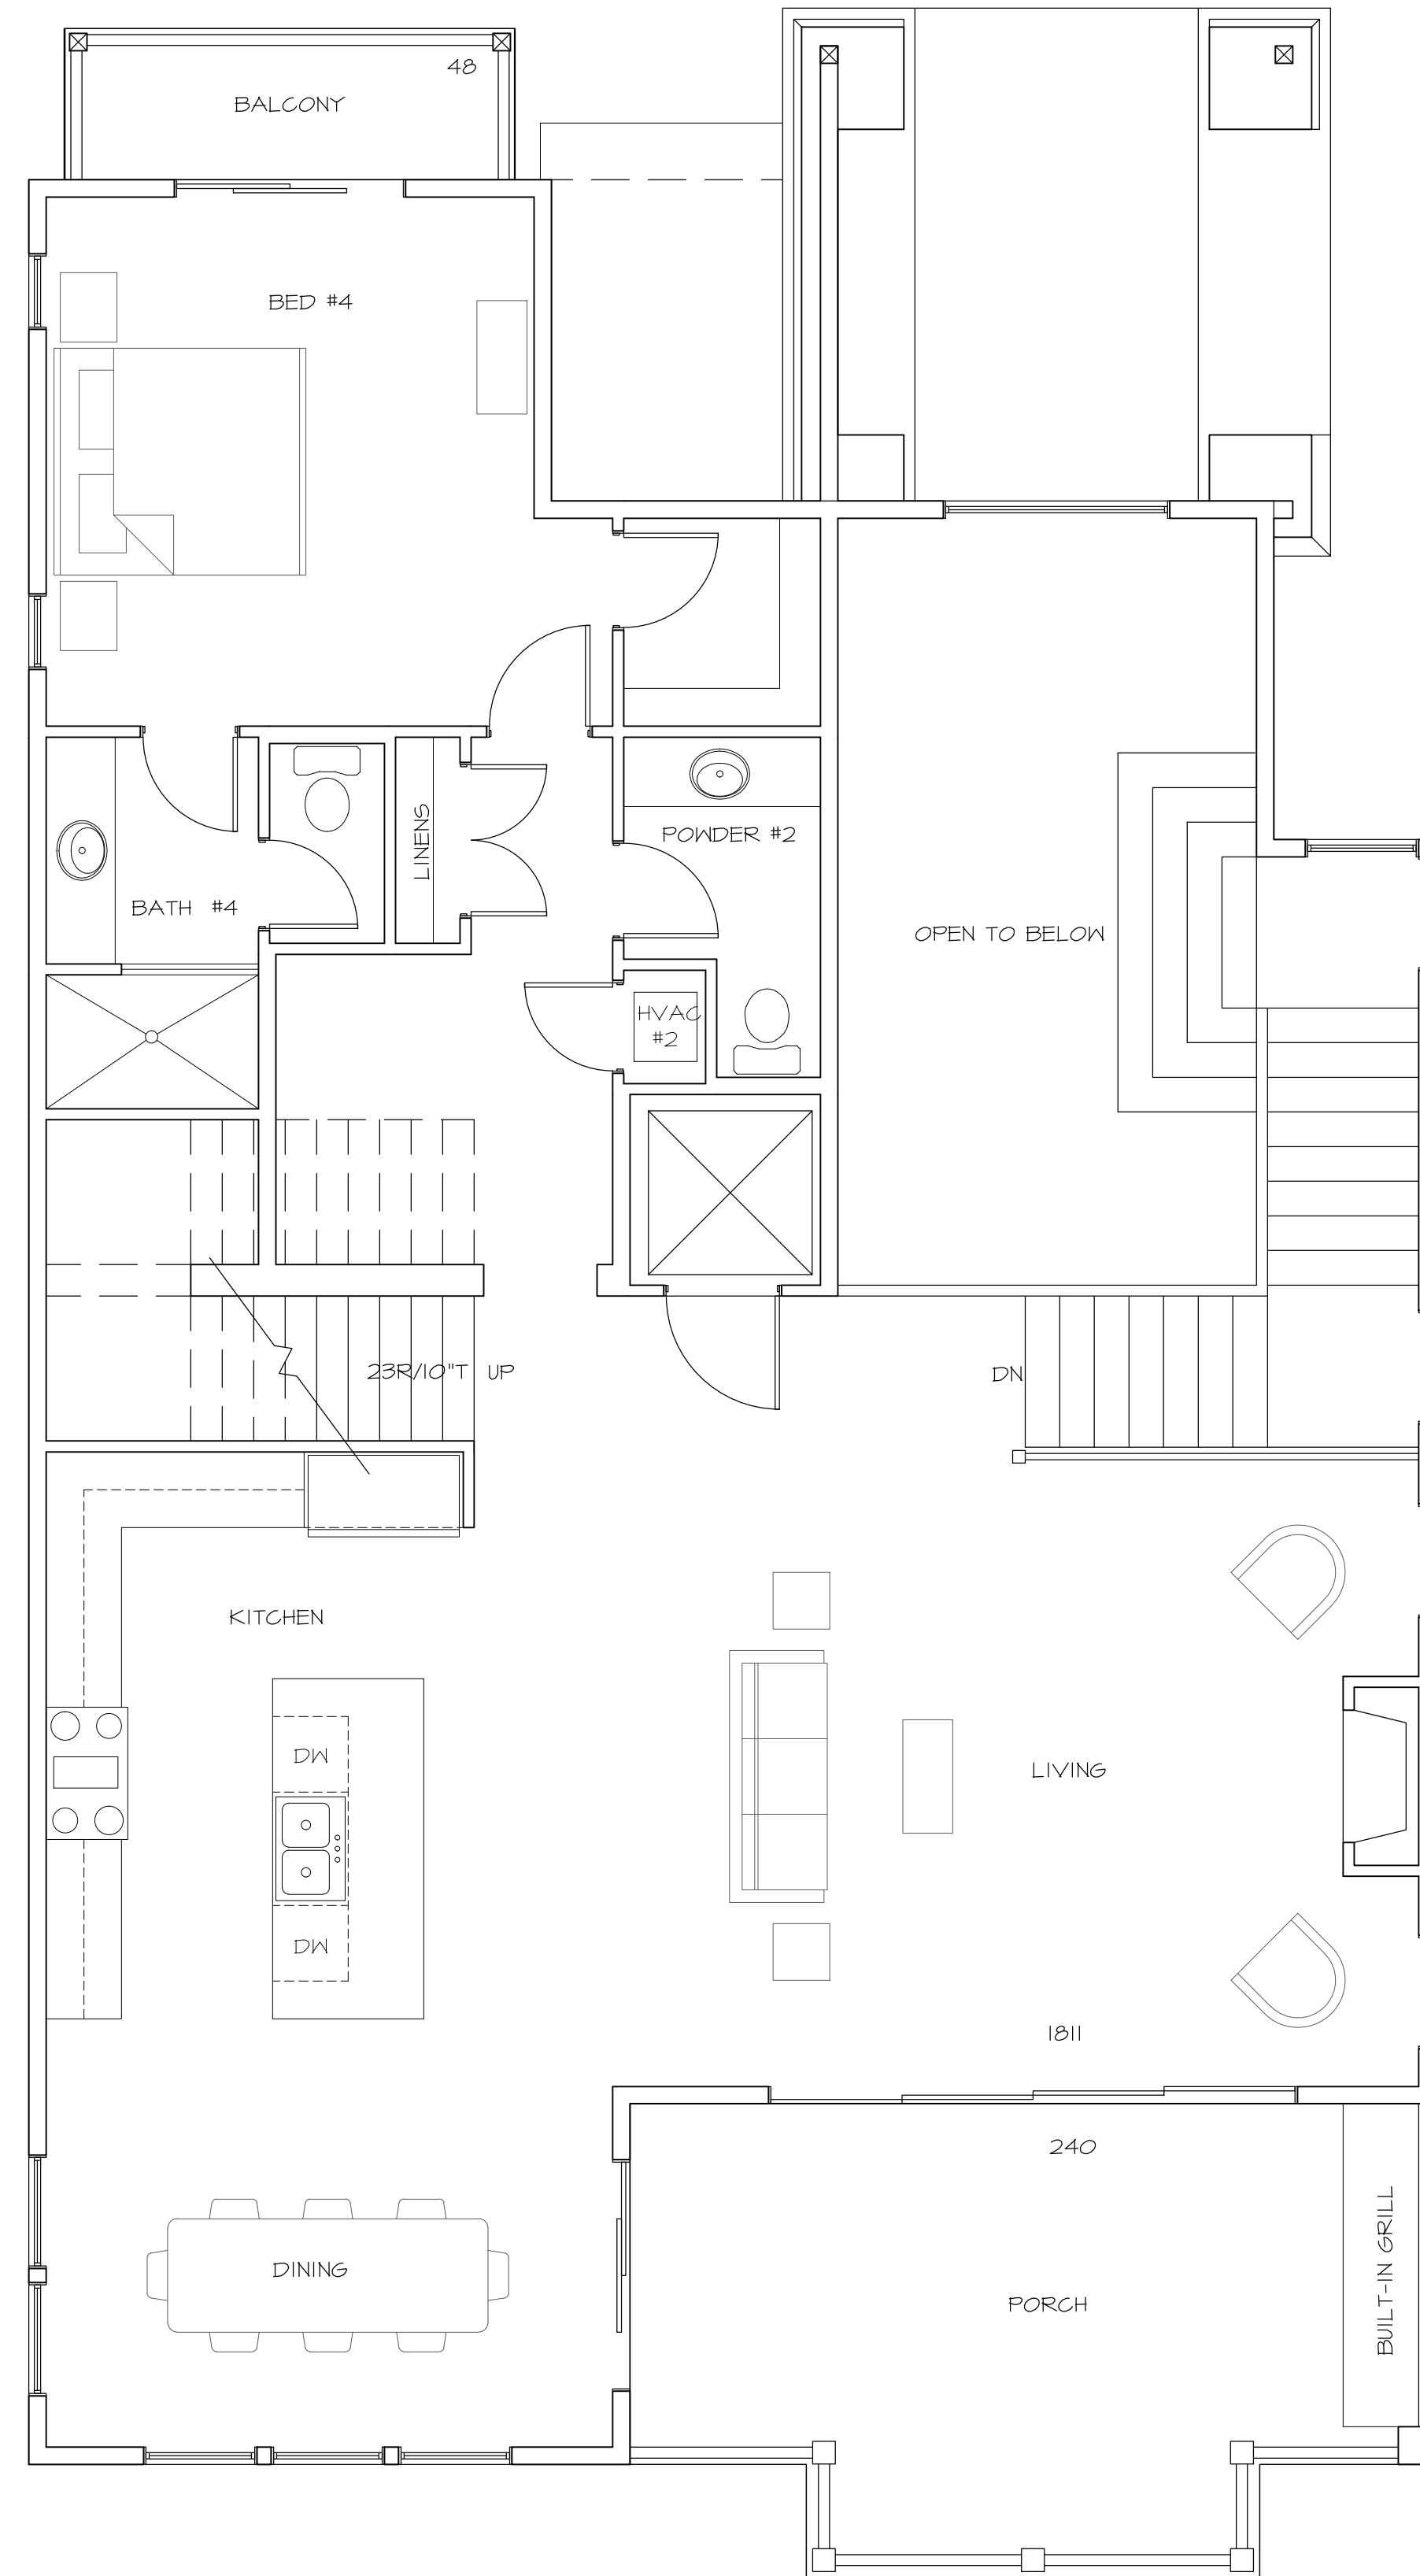 48
BALCONY
BED #4
LINENS
POWDER #2
BATH #4
OPEN TO BELOW
HVAC
#2
23R/10"T UP
DN
KITCHEN
DW
LIVING
DW
1811
240
DINING
PORCH
BUILT-IN GRILL